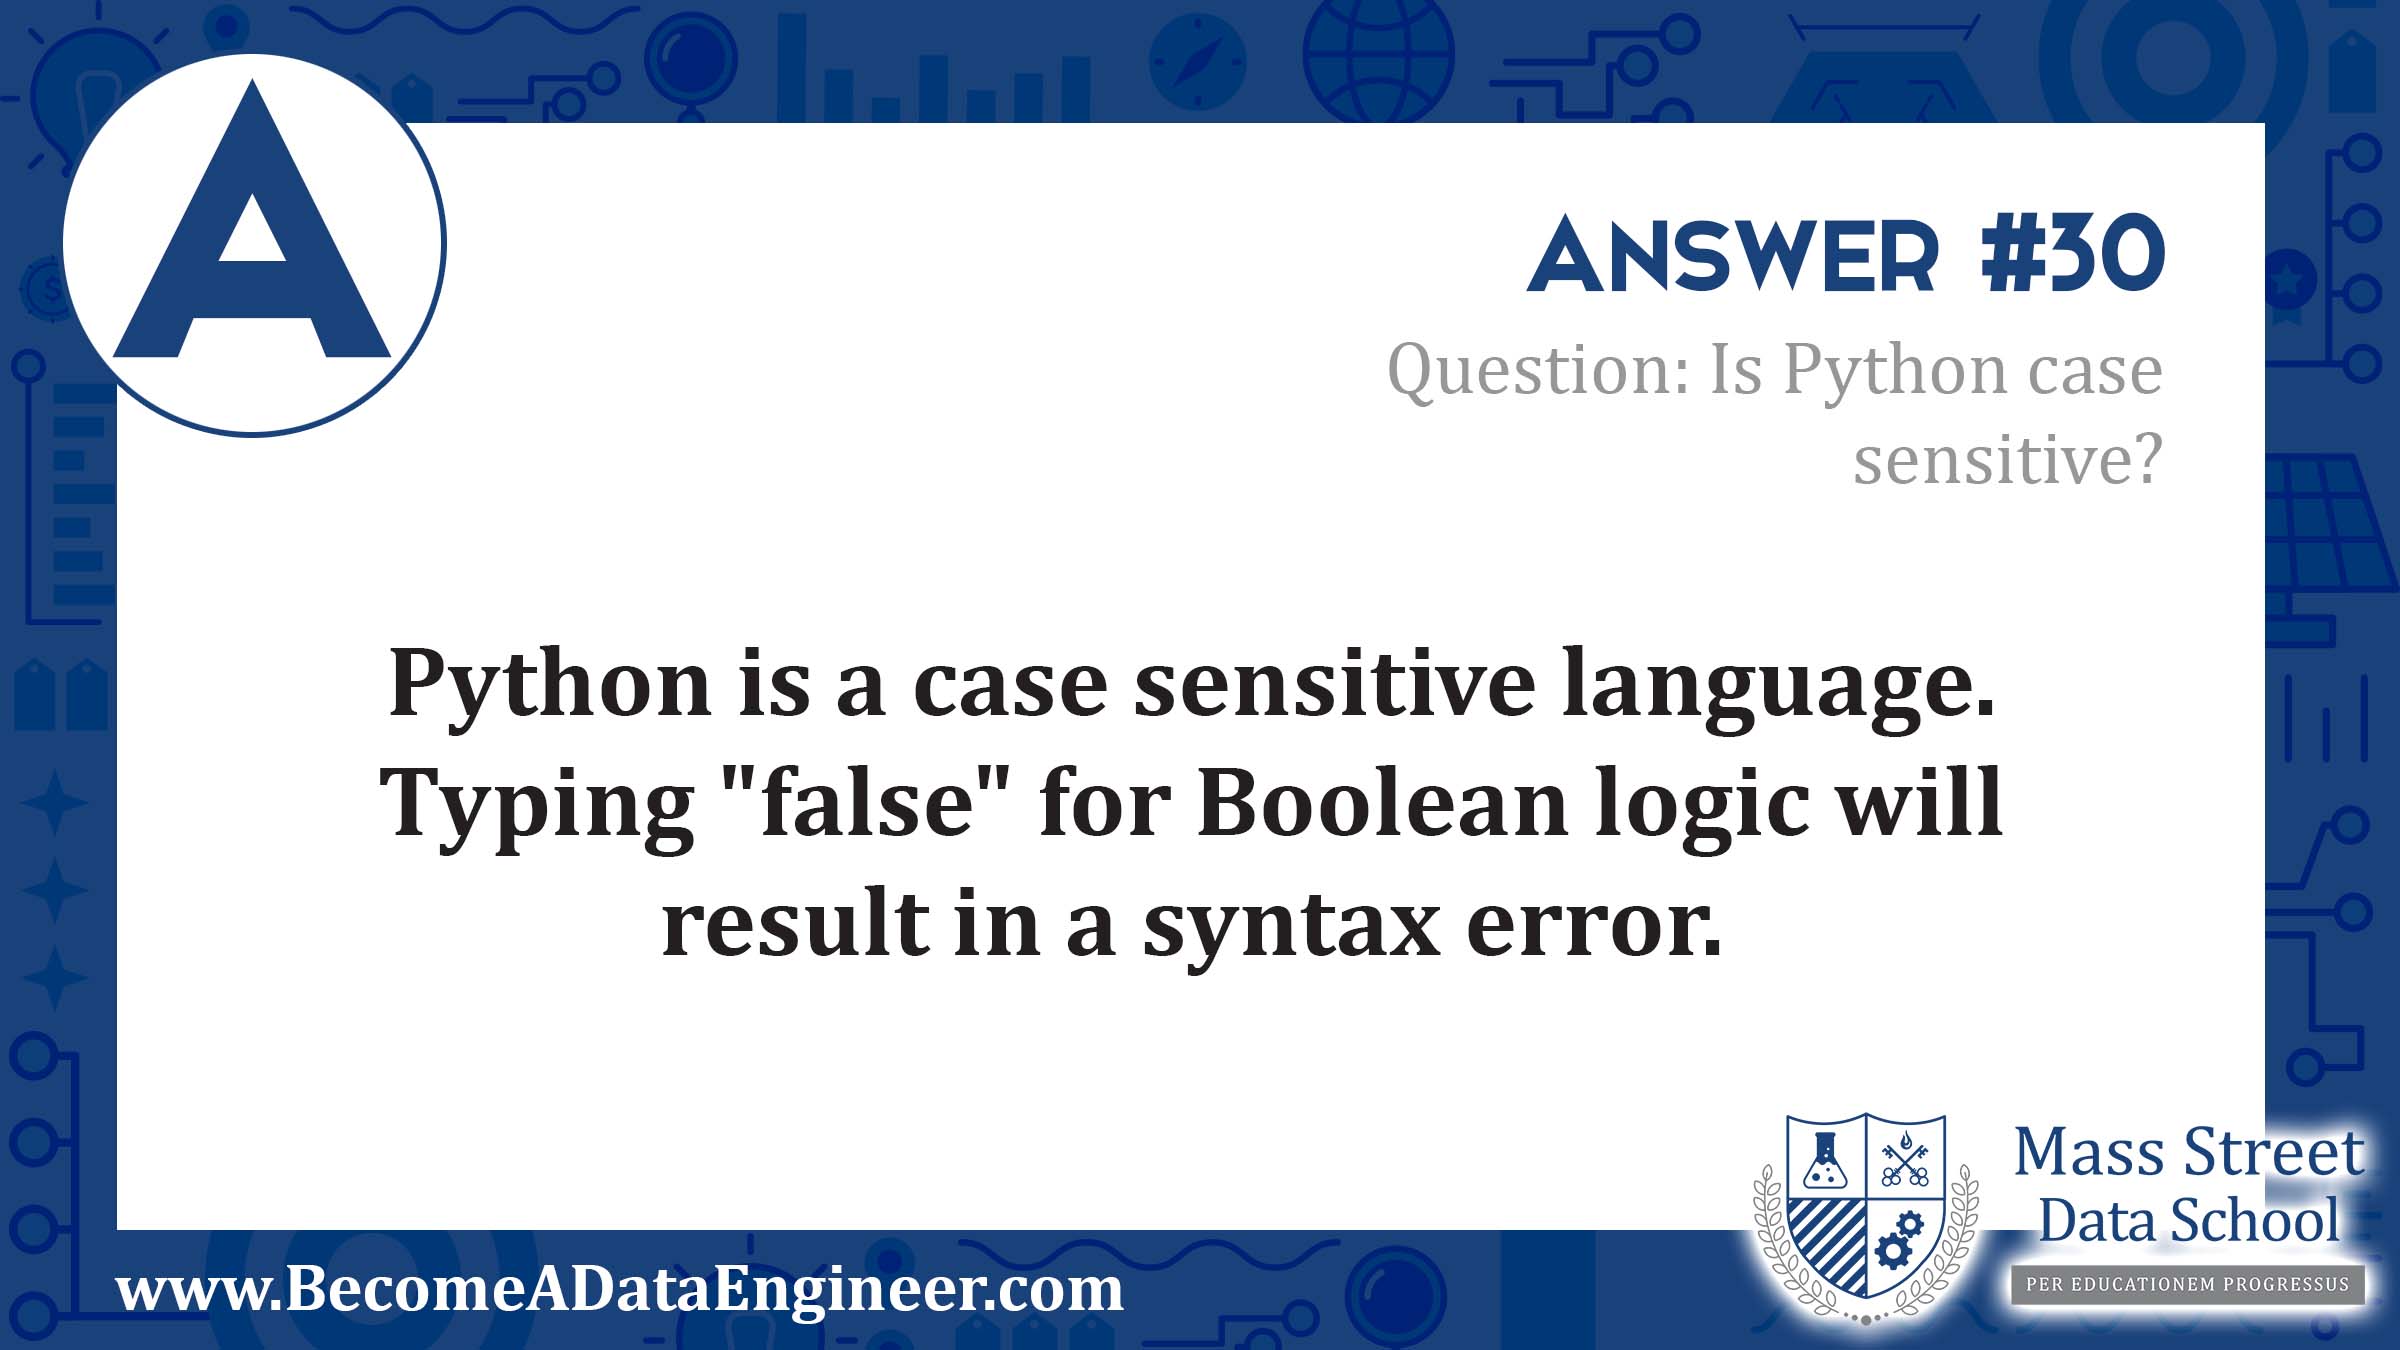 A
ANSWER #30
Question: Is Python case
sensitive?
Python is a case sensitive language.
Typing "false" for Boolean logic will
result in a syntax error.
Mass Street
Data School
PER EDUCATIONEM PROGRESSUS
www.BecomeADataEngineer.com